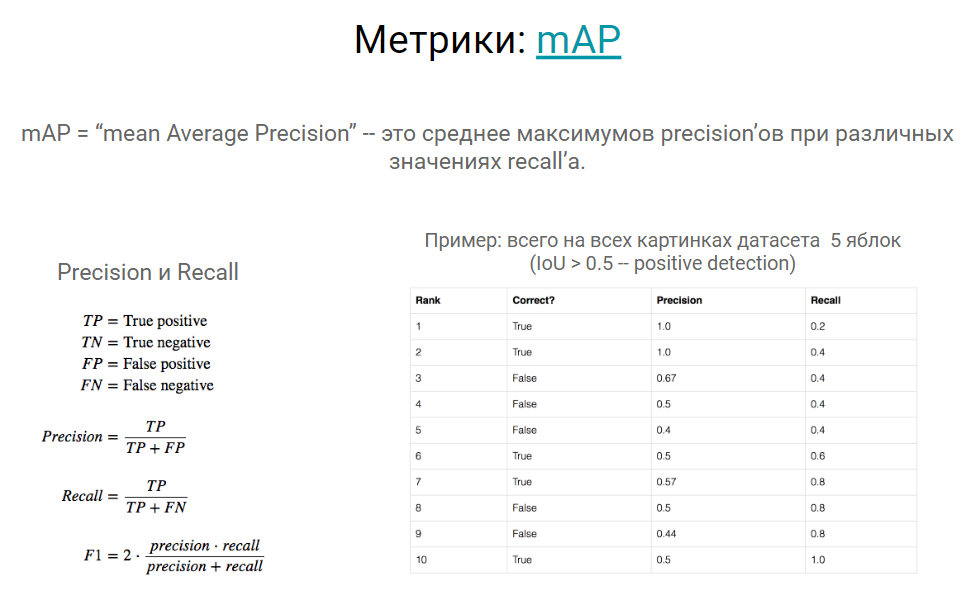 Метрики: mAP
mAP = “mean Average Precision” -- это среднее максимумов precision’ов при различных
значениях recall’а.
Precision и Recall
TP = True positive
TN = True negative
FP = False positive
FN = False negative
Precision = TP / (TP + FP)
Recall = TP / (TP + FN)
F1 = 2 · (precision · recall) / (precision + recall)
Пример: всего на всех картинках датасета 5 яблок
(IoU > 0.5 -- positive detection)
Rank Correct? Precision Recall
1 True 1.0 0.2
2 True 1.0 0.4
3 False 0.67 0.4
4 False 0.5 0.4
5 False 0.4 0.4
6 True 0.5 0.6
7 True 0.57 0.8
8 False 0.5 0.8
9 False 0.44 0.8
10 True 0.5 1.0